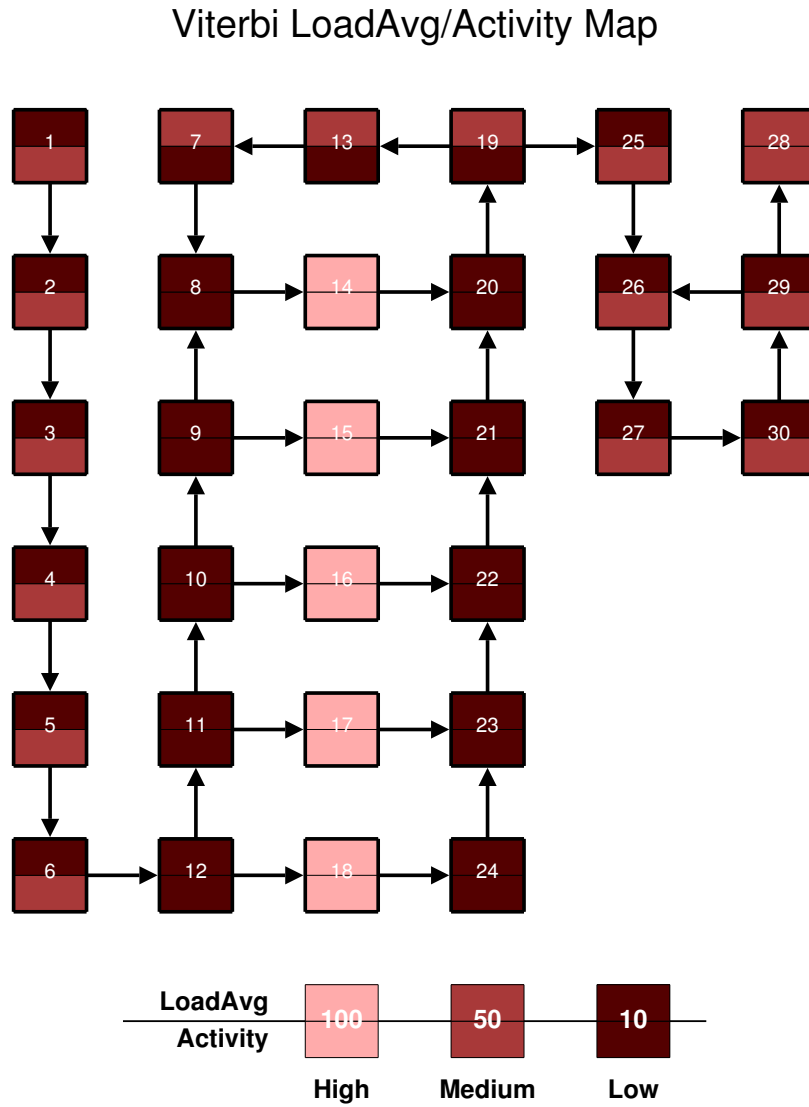 Viterbi LoadAvg/Activity Map
1 7 13 19 25 28
2 8 14 20 26 29
3 9 15 21 27 30
4 10 16 22
5 11 17 23
6 12 18 24
LoadAvg
100 50 10
Activity
High Medium Low